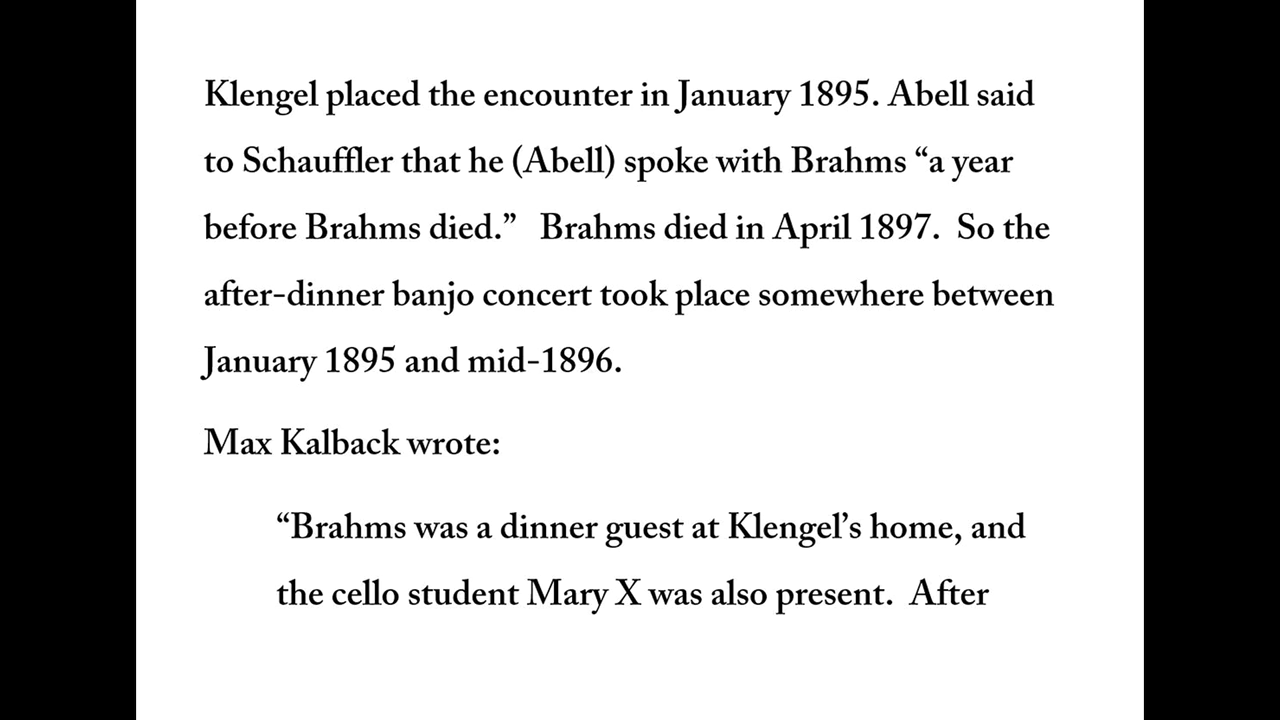 Klengel placed the encounter in January 1895. Abell said
to Schauffler that he (Abell) spoke with Brahms “a year
before Brahms died.”   Brahms died in April 1897.  So the
after-dinner banjo concert took place somewhere between
January 1895 and mid-1896.
Max Kalback wrote:
“Brahms was a dinner guest at Klengel’s home, and
the cello student Mary X was also present.  After